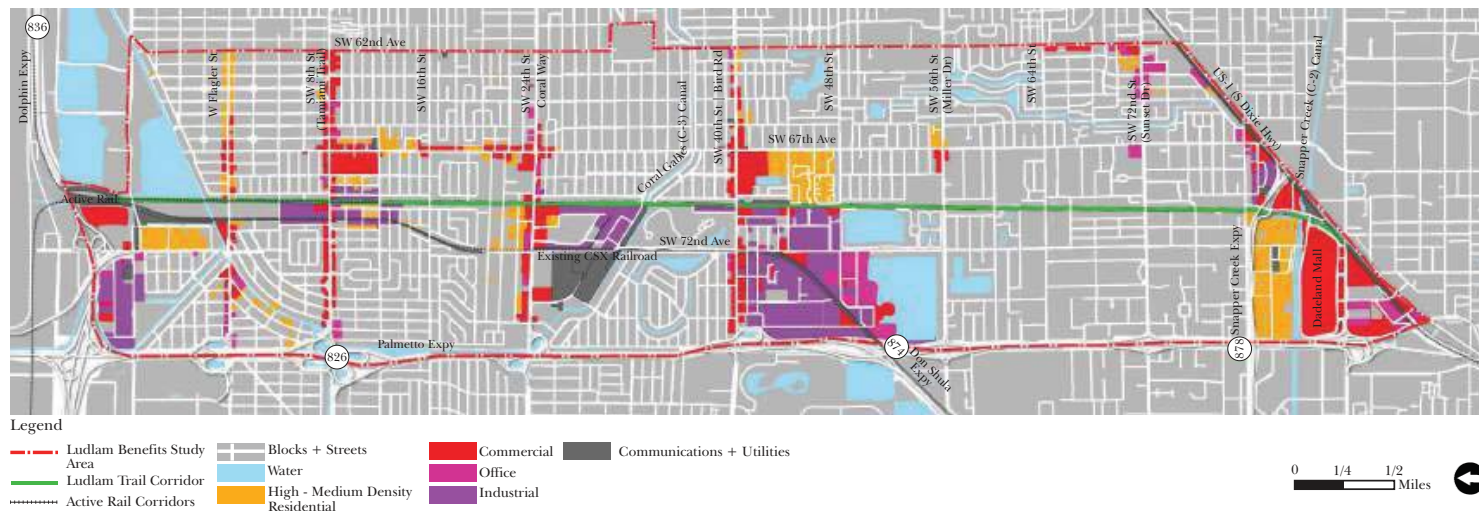 836
Dolphin Expy
SW 62nd Ave
W Flagler St
SW 8th St
(Tamiami Trail)
SW 16th St
SW 24th St
Coral Way
Coral Gables (C-3) Canal
SW 40th St
Bird Rd
SW 48th St
SW 56th St
(Miller Dr)
SW 64th St
SW 72nd St
(Sunset Dr)
US-1 (S Dixie Hwy)
Snapper Creek (C-2) Canal
SW 67th Ave
Active Rail
SW 72nd Ave
Existing CSX Railroad
Snapper Creek Expy
Dadeland Mall
Palmetto Expy
826
874
Don Shula
Expy
878
Legend
Ludlam Benefits Study
Area
Ludlam Trail Corridor
Active Rail Corridors
Blocks + Streets
Water
High - Medium Density
Residential
Commercial
Office
Industrial
Communications + Utilities
0 1/4 1/2
Miles